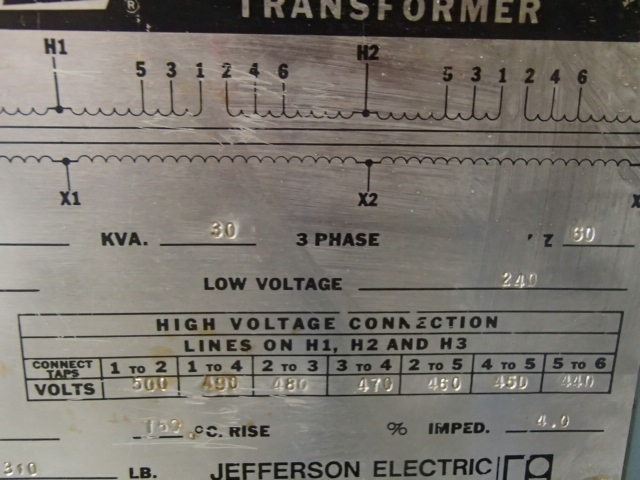 ® TRANSFORMER
H1 H2
5 3 1 2 4 6 5 3 1 2 4 6
X1 X2 X
KVA. 30 3 PHASE Z 60
LOW VOLTAGE 240
HIGH VOLTAGE CONNECTION
LINES ON H1, H2 AND H3
CONNECT TAPS 1 TO 2 1 TO 4 2 TO 3 3 TO 4 2 TO 5 4 TO 5 5 TO 6
VOLTS 500 490 480 470 460 450 440
150 °C. RISE % IMPED. 4.0
310 LB. JEFFERSON ELECTRIC